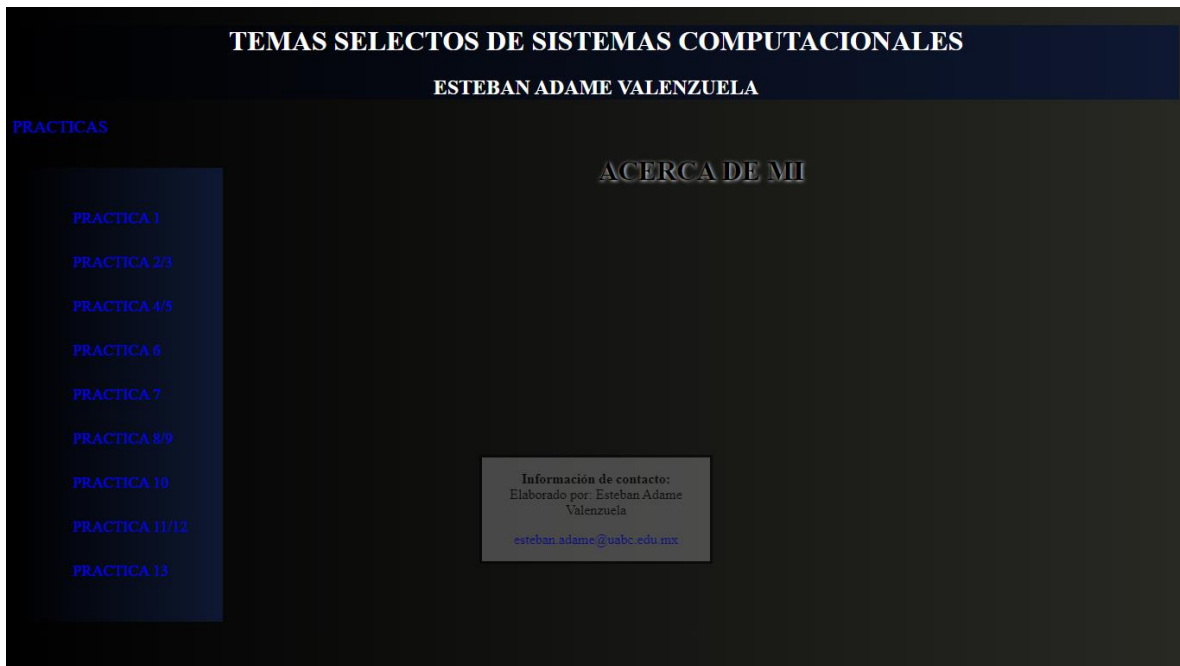 TEMAS SELECTOS DE SISTEMAS COMPUTACIONALES
ESTEBAN ADAME VALENZUELA
PRACTICAS
ACERCA DE MI
PRACTICA 1
PRACTICA 2/3
PRACTICA 4/5
PRACTICA 6
PRACTICA 7
PRACTICA 8/9
PRACTICA 10
PRACTICA 11/12
PRACTICA 13
Información de contacto:
Elaborado por: Esteban Adame
Valenzuela
esteban.adame@uabc.edu.mx